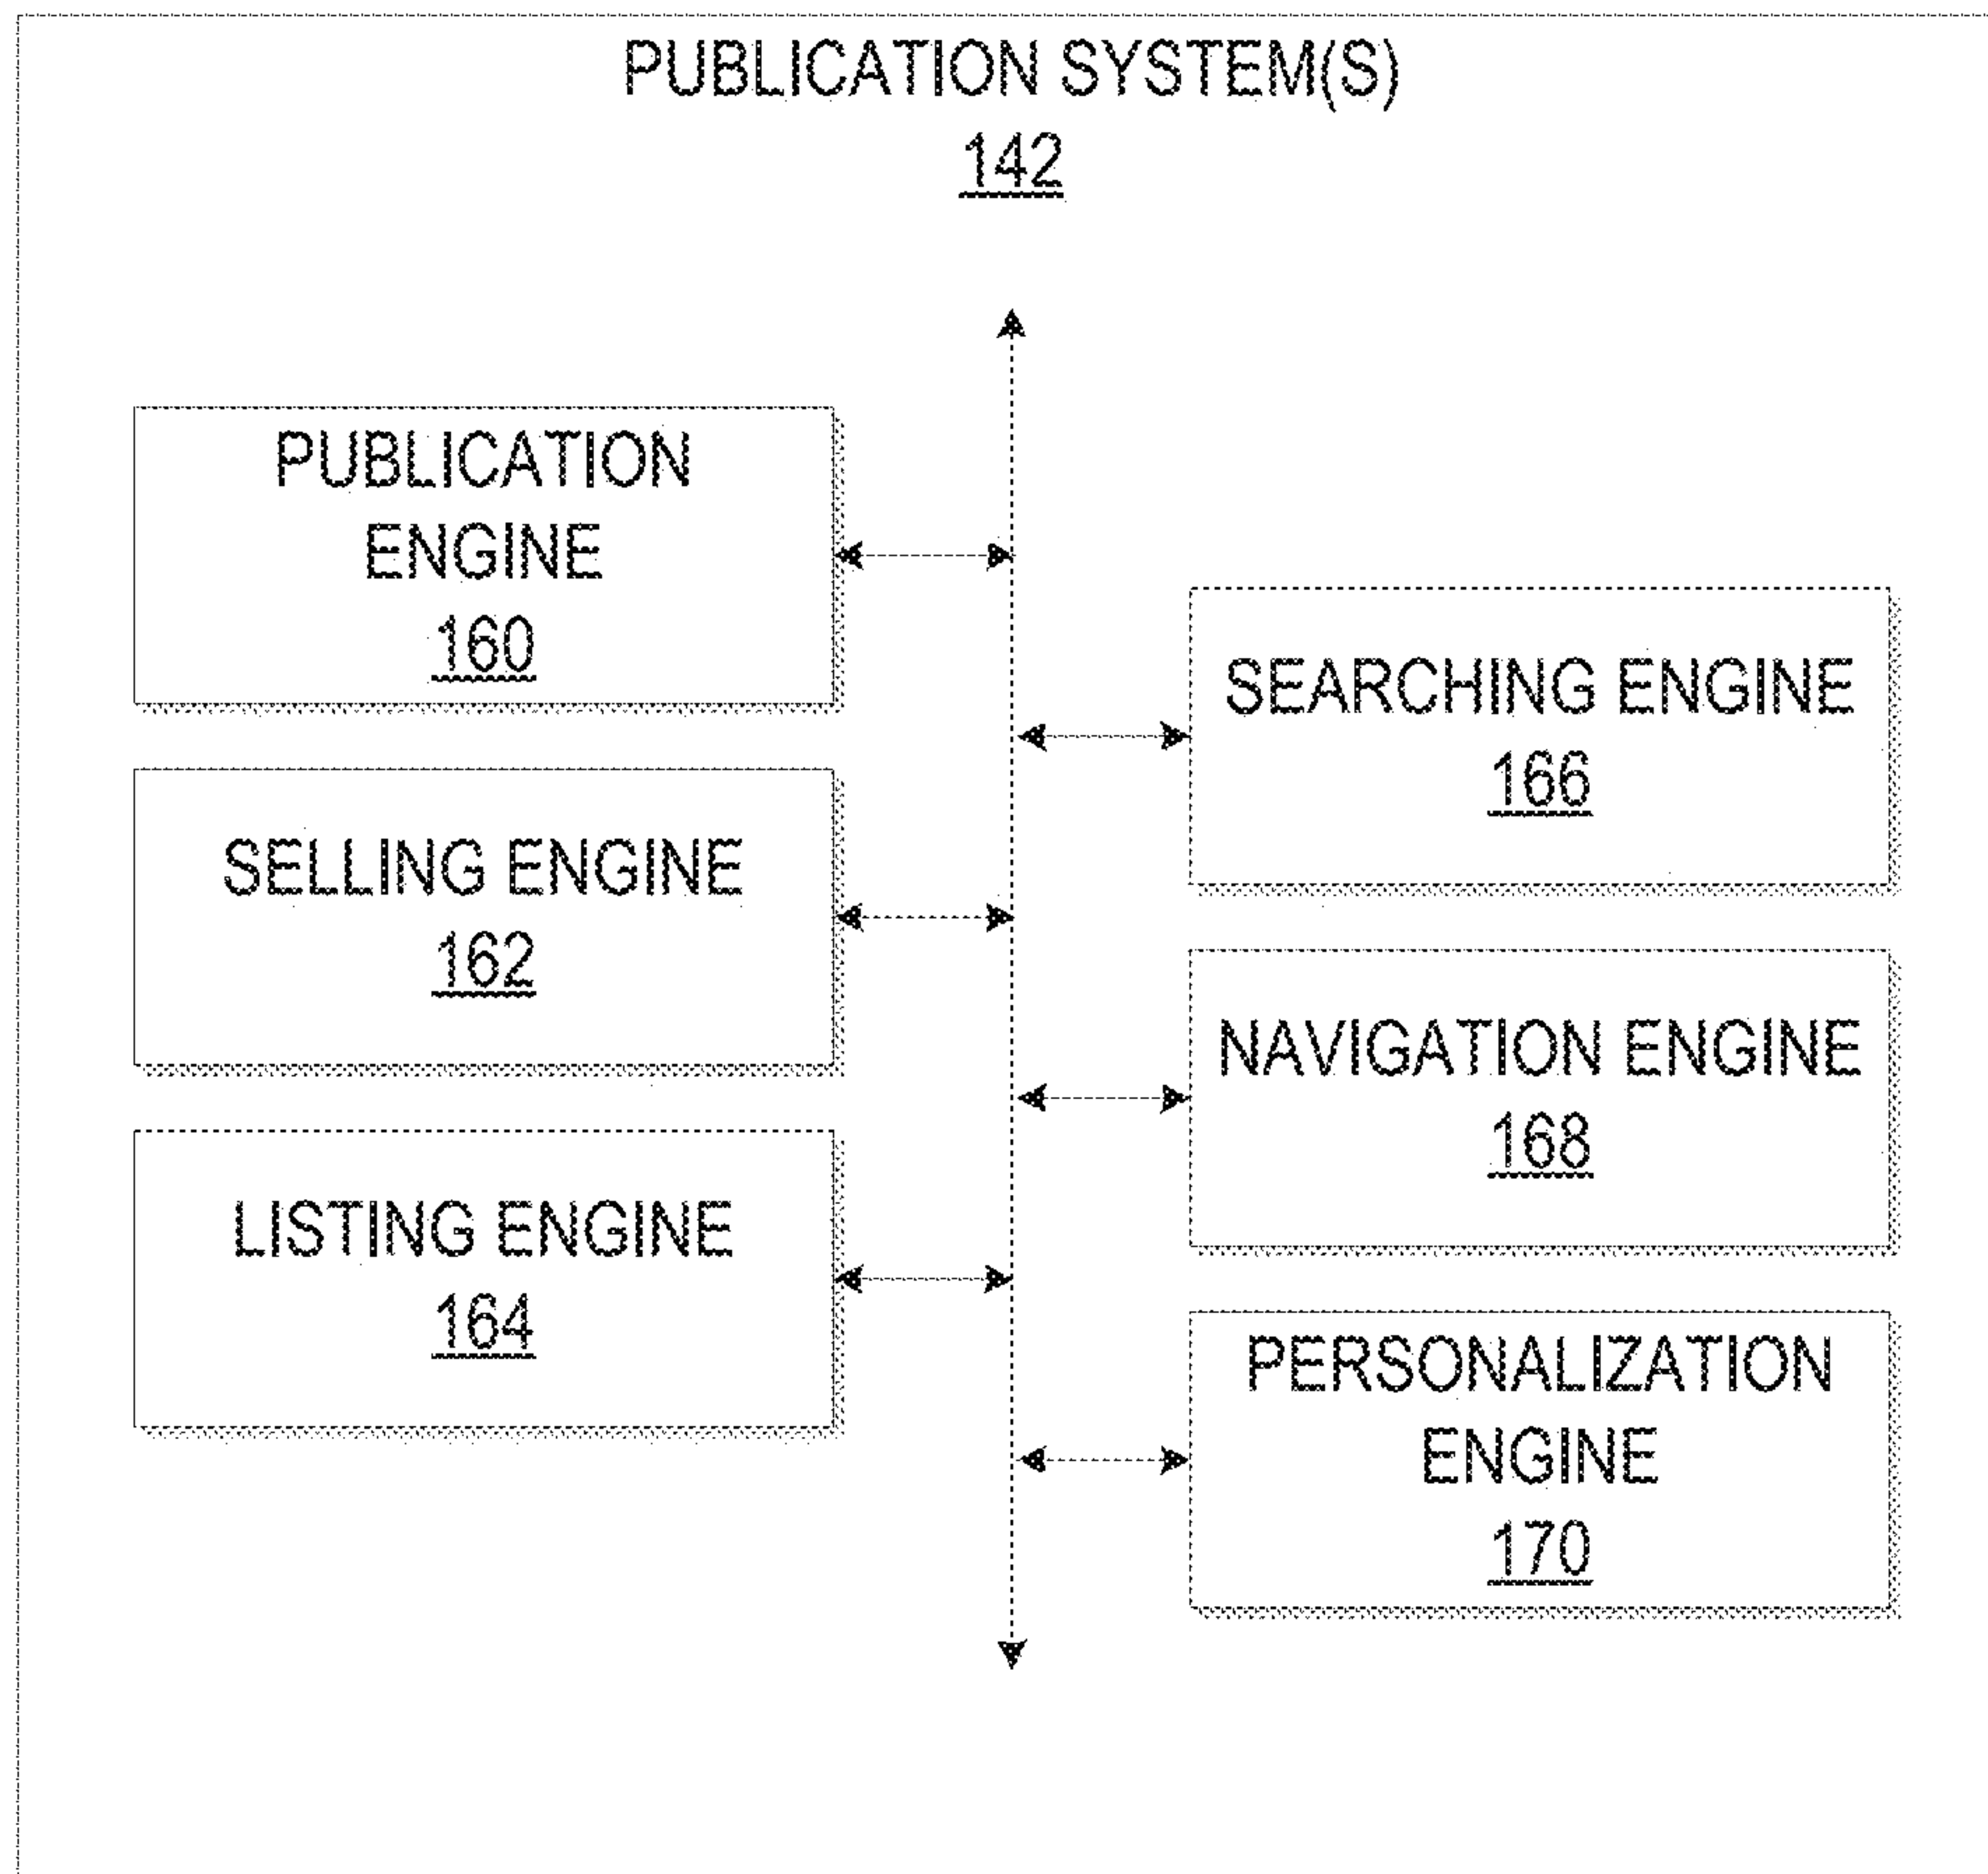 PUBLICATION SYSTEM(S)
142
PUBLICATION
ENGINE
160
SELLING ENGINE
162
LISTING ENGINE
164
SEARCHING ENGINE
166
NAVIGATION ENGINE
168
PERSONALIZATION
ENGINE
170